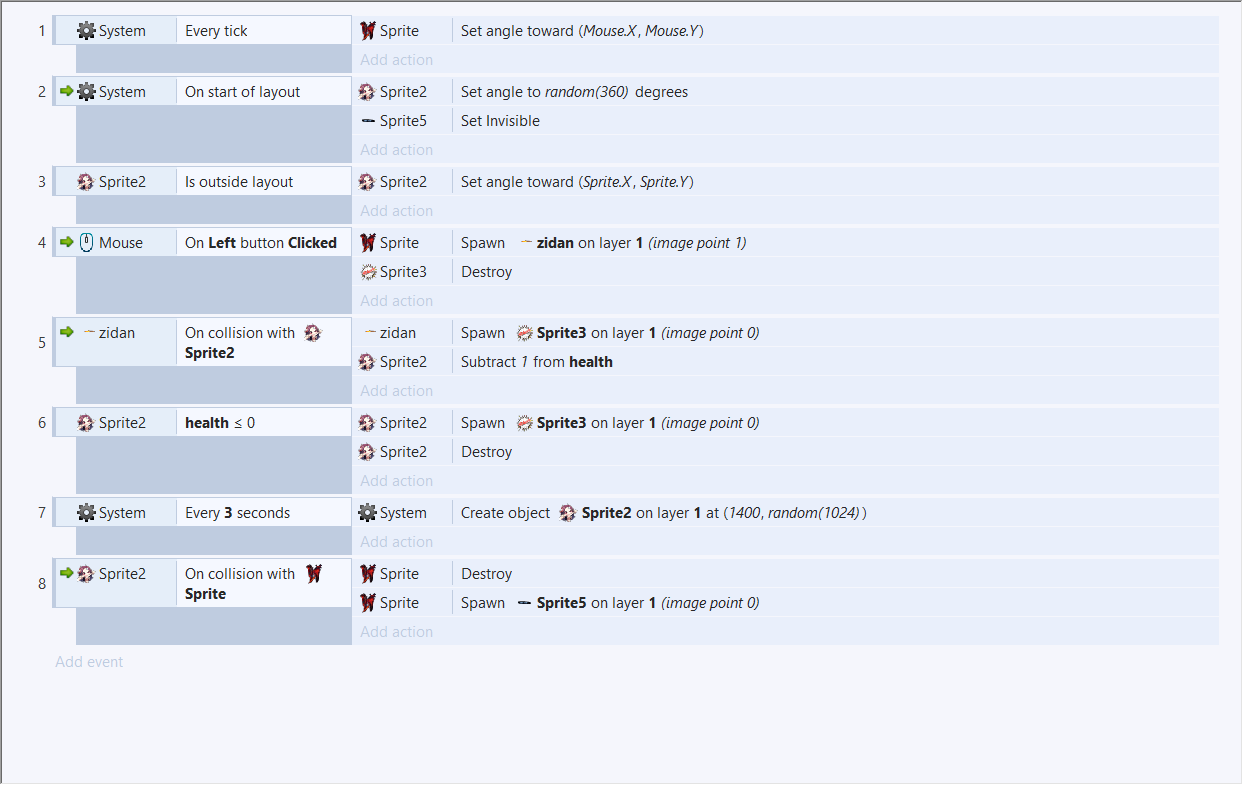 1 System Every tick Sprite Set angle toward (Mouse.X, Mouse.Y)
Add action
2 System On start of layout Sprite2 Set angle to random(360) degrees
Sprite5 Set Invisible
Add action
3 Sprite2 Is outside layout Sprite2 Set angle toward (Sprite.X, Sprite.Y)
Add action
4 Mouse On Left button Clicked Sprite Spawn zidan on layer 1 (image point 1)
Sprite3 Destroy
Add action
5 zidan On collision with Sprite2 zidan Spawn Sprite3 on layer 1 (image point 0)
Sprite2 Subtract 1 from health
Add action
6 Sprite2 health ≤ 0 Sprite2 Spawn Sprite3 on layer 1 (image point 0)
Sprite2 Destroy
Add action
7 System Every 3 seconds System Create object Sprite2 on layer 1 at (1400, random(1024))
Add action
8 Sprite2 On collision with Sprite Sprite Destroy
Sprite Spawn Sprite5 on layer 1 (image point 0)
Add action
Add event